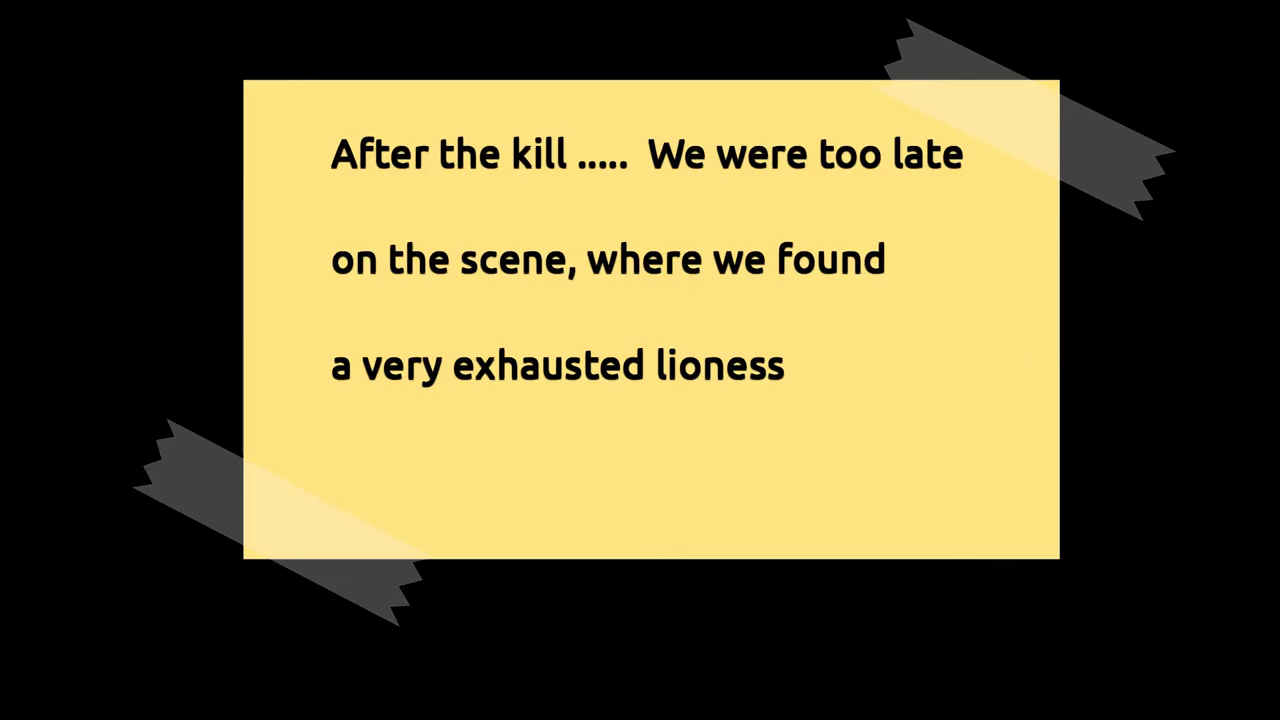 After the kill .....  We were too late
on the scene, where we found
a very exhausted lioness